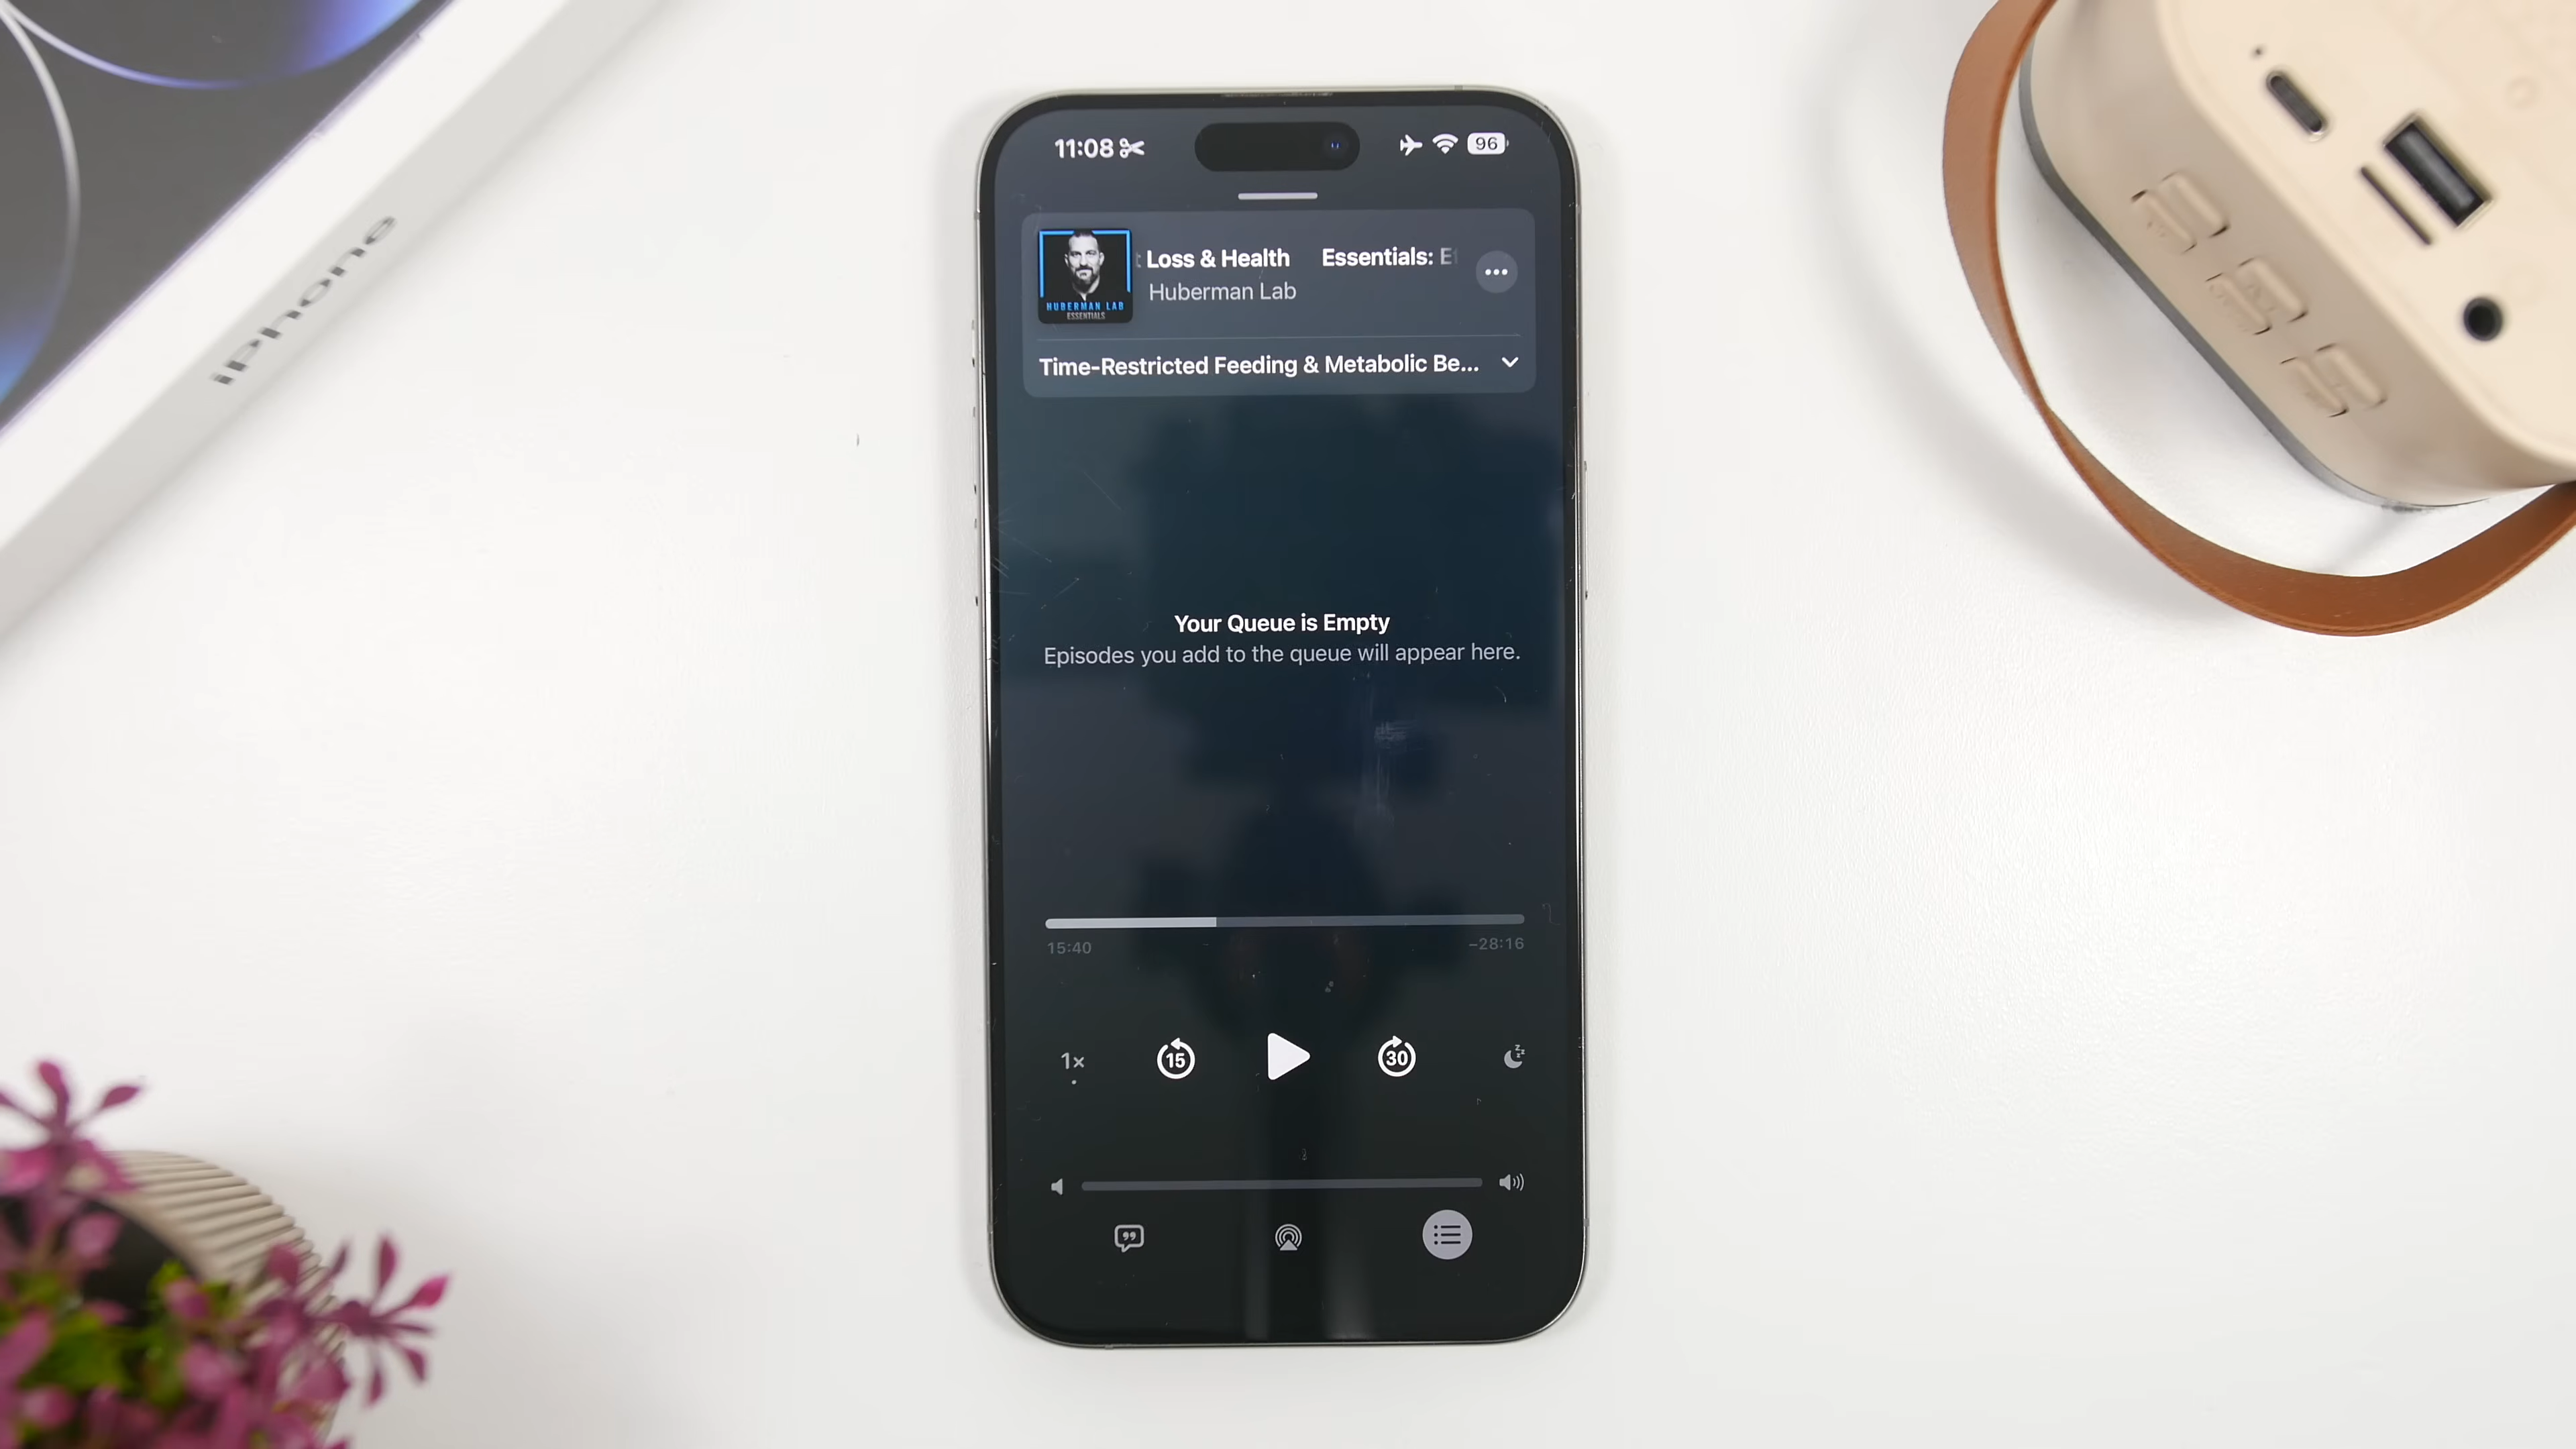 iPhone
11:08
96
Loss & Health Essentials:
Huberman Lab
HUBERMAN LAB
ESSENTIALS
Time-Restricted Feeding & Metabolic Be...
Your Queue is Empty
Episodes you add to the queue will appear here.
15:40
-28:16
1x
15
30